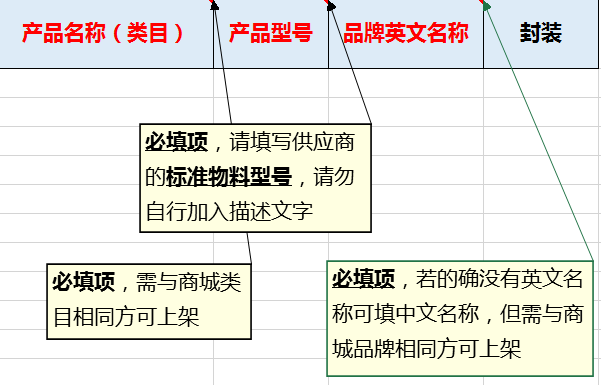 产品名称（类目） 产品型号 品牌英文名称 封装
必填项，请填写供应商
的标准物料型号，请勿
自行加入描述文字
必填项，需与商城类
目相同方可上架
必填项，若的确没有英文名
称可填中文名称，但需与商
城品牌相同方可上架